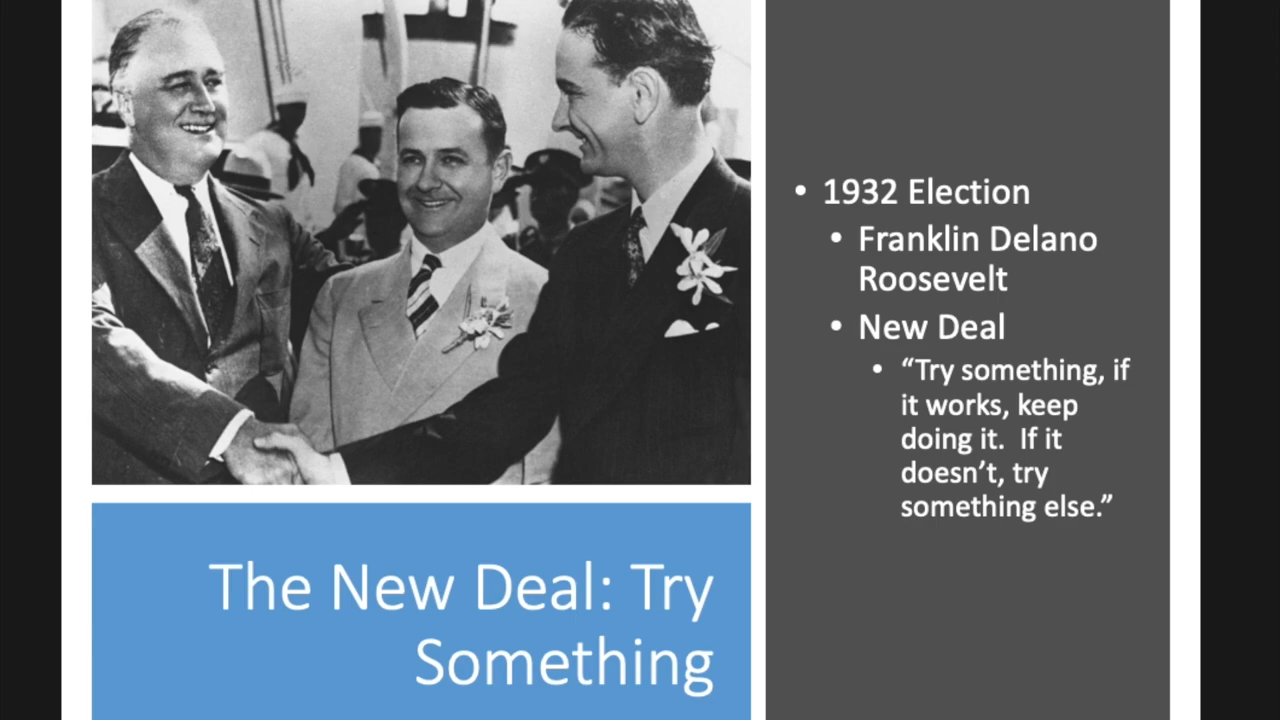 The New Deal: Try
Something
• 1932 Election
• Franklin Delano
Roosevelt
• New Deal
• “Try something, if
it works, keep
doing it.  If it
doesn’t, try
something else.”